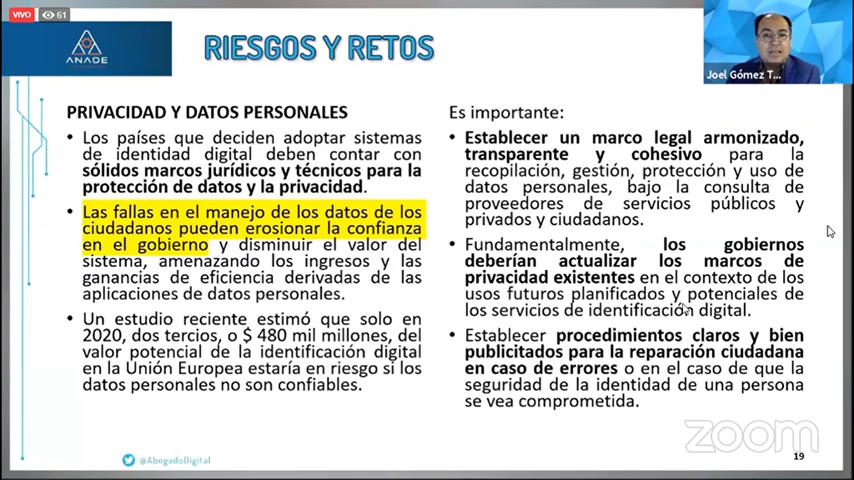 VIVO 61
ANADE
RIESGOS Y RETOS
Joel Gómez T...
PRIVACIDAD Y DATOS PERSONALES
• Los países que deciden adoptar sistemas
de identidad digital deben contar con
sólidos marcos jurídicos y técnicos para la
protección de datos y la privacidad.
• Las fallas en el manejo de los datos de los
ciudadanos pueden erosionar la confianza
en el gobierno y disminuir el valor del
sistema, amenazando los ingresos y las
ganancias de eficiencia derivadas de las
aplicaciones de datos personales.
• Un estudio reciente estimó que solo en
2020, dos tercios, o $ 480 mil millones, del
valor potencial de la identificación digital
en la Unión Europea estaría en riesgo si los
datos personales no son confiables.
Es importante:
• Establecer un marco legal armonizado,
transparente y cohesivo para la
recopilación, gestión, protección y uso de
datos personales, bajo la consulta de
proveedores de servicios públicos y
privados y ciudadanos.
• Fundamentalmente, los gobiernos
deberían actualizar los marcos de
privacidad existentes en el contexto de los
usos futuros planificados y potenciales de
los servicios de identificación digital.
• Establecer procedimientos claros y bien
publicitados para la reparación ciudadana
en caso de errores o en el caso de que la
seguridad de la identidad de una persona
se vea comprometida.
zoom
@AbogadoDigital
19